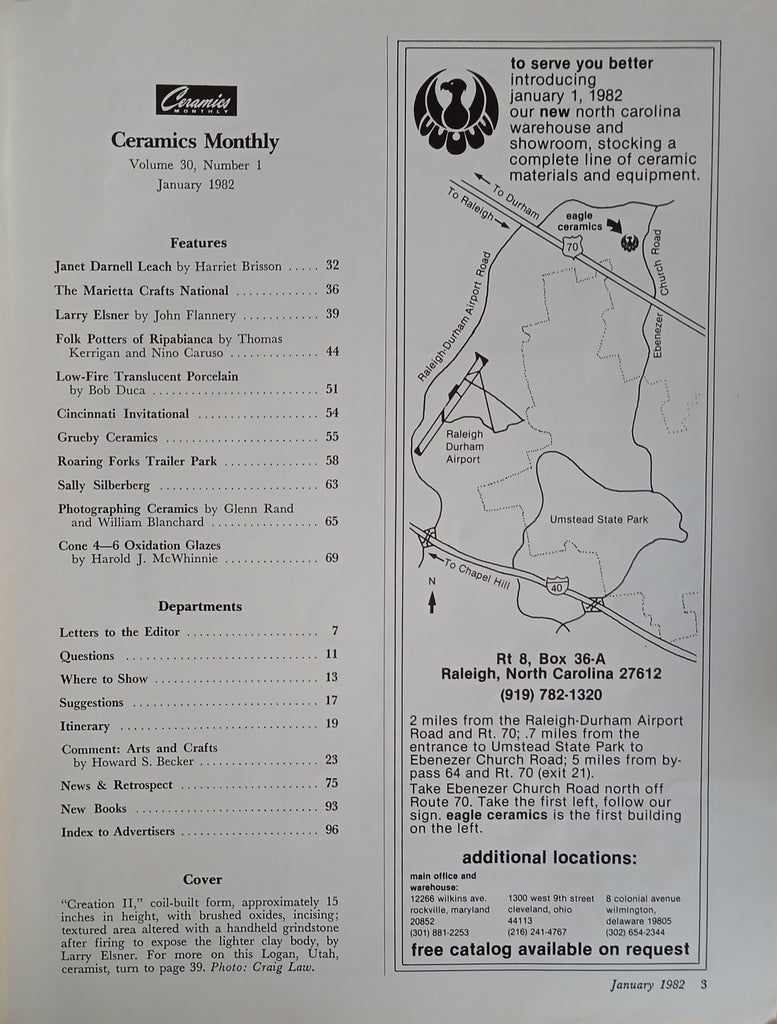 Ceramics
MONTHLY
Ceramics Monthly
Volume 30, Number 1
January 1982
Features
Janet Darnell Leach by Harriet Brisson ..... 32
The Marietta Crafts National ............ 36
Larry Elsner by John Flannery ........... 39
Folk Potters of Ripabianca by Thomas
Kerrigan and Nino Caruso .............. 44
Low-Fire Translucent Porcelain
by Bob Duca ........................ 51
Cincinnati Invitational ................. 54
Grueby Ceramics ...................... 55
Roaring Forks Trailer Park .............. 58
Sally Silberberg ........................ 63
Photographing Ceramics by Glenn Rand
and William Blanchard ................ 65
Cone 4—6 Oxidation Glazes
by Harold J. McWhinnie .............. 69
Departments
Letters to the Editor .................... 7
Questions ............................. 11
Where to Show ........................ 13
Suggestions ........................... 17
Itinerary .............................. 19
Comment: Arts and Crafts
by Howard S. Becker .................. 23
News & Retrospect ..................... 75
New Books ............................ 93
Index to Advertisers .................... 96
Cover
"Creation II," coil-built form, approximately 15
inches in height, with brushed oxides, incising;
textured area altered with a handheld grindstone
after firing to expose the lighter clay body, by
Larry Elsner. For more on this Logan, Utah,
ceramist, turn to page 39. Photo: Craig Law.
to serve you better
introducing
january 1, 1982
our new north carolina
warehouse and
showroom, stocking a
complete line of ceramic
materials and equipment.
To Durham
To Raleigh
eagle
ceramics
70
Church Road
Ebenezer
Raleigh-Durham Airport Road
Raleigh
Durham
Airport
Umstead State Park
To Chapel Hill
40
N
Rt 8, Box 36-A
Raleigh, North Carolina 27612
(919) 782-1320
2 miles from the Raleigh-Durham Airport
Road and Rt. 70; .7 miles from the
entrance to Umstead State Park to
Ebenezer Church Road; 5 miles from by-
pass 64 and Rt. 70 (exit 21).
Take Ebenezer Church Road north off
Route 70. Take the first left, follow our
sign. eagle ceramics is the first building
on the left.
additional locations:
main office and
warehouse:
12266 wilkins ave.
rockville, maryland
20852
(301) 881-2253
1300 west 9th street
cleveland, ohio
44113
(216) 241-4767
8 colonial avenue
wilmington,
delaware 19805
(302) 654-2344
free catalog available on request
January 1982 3